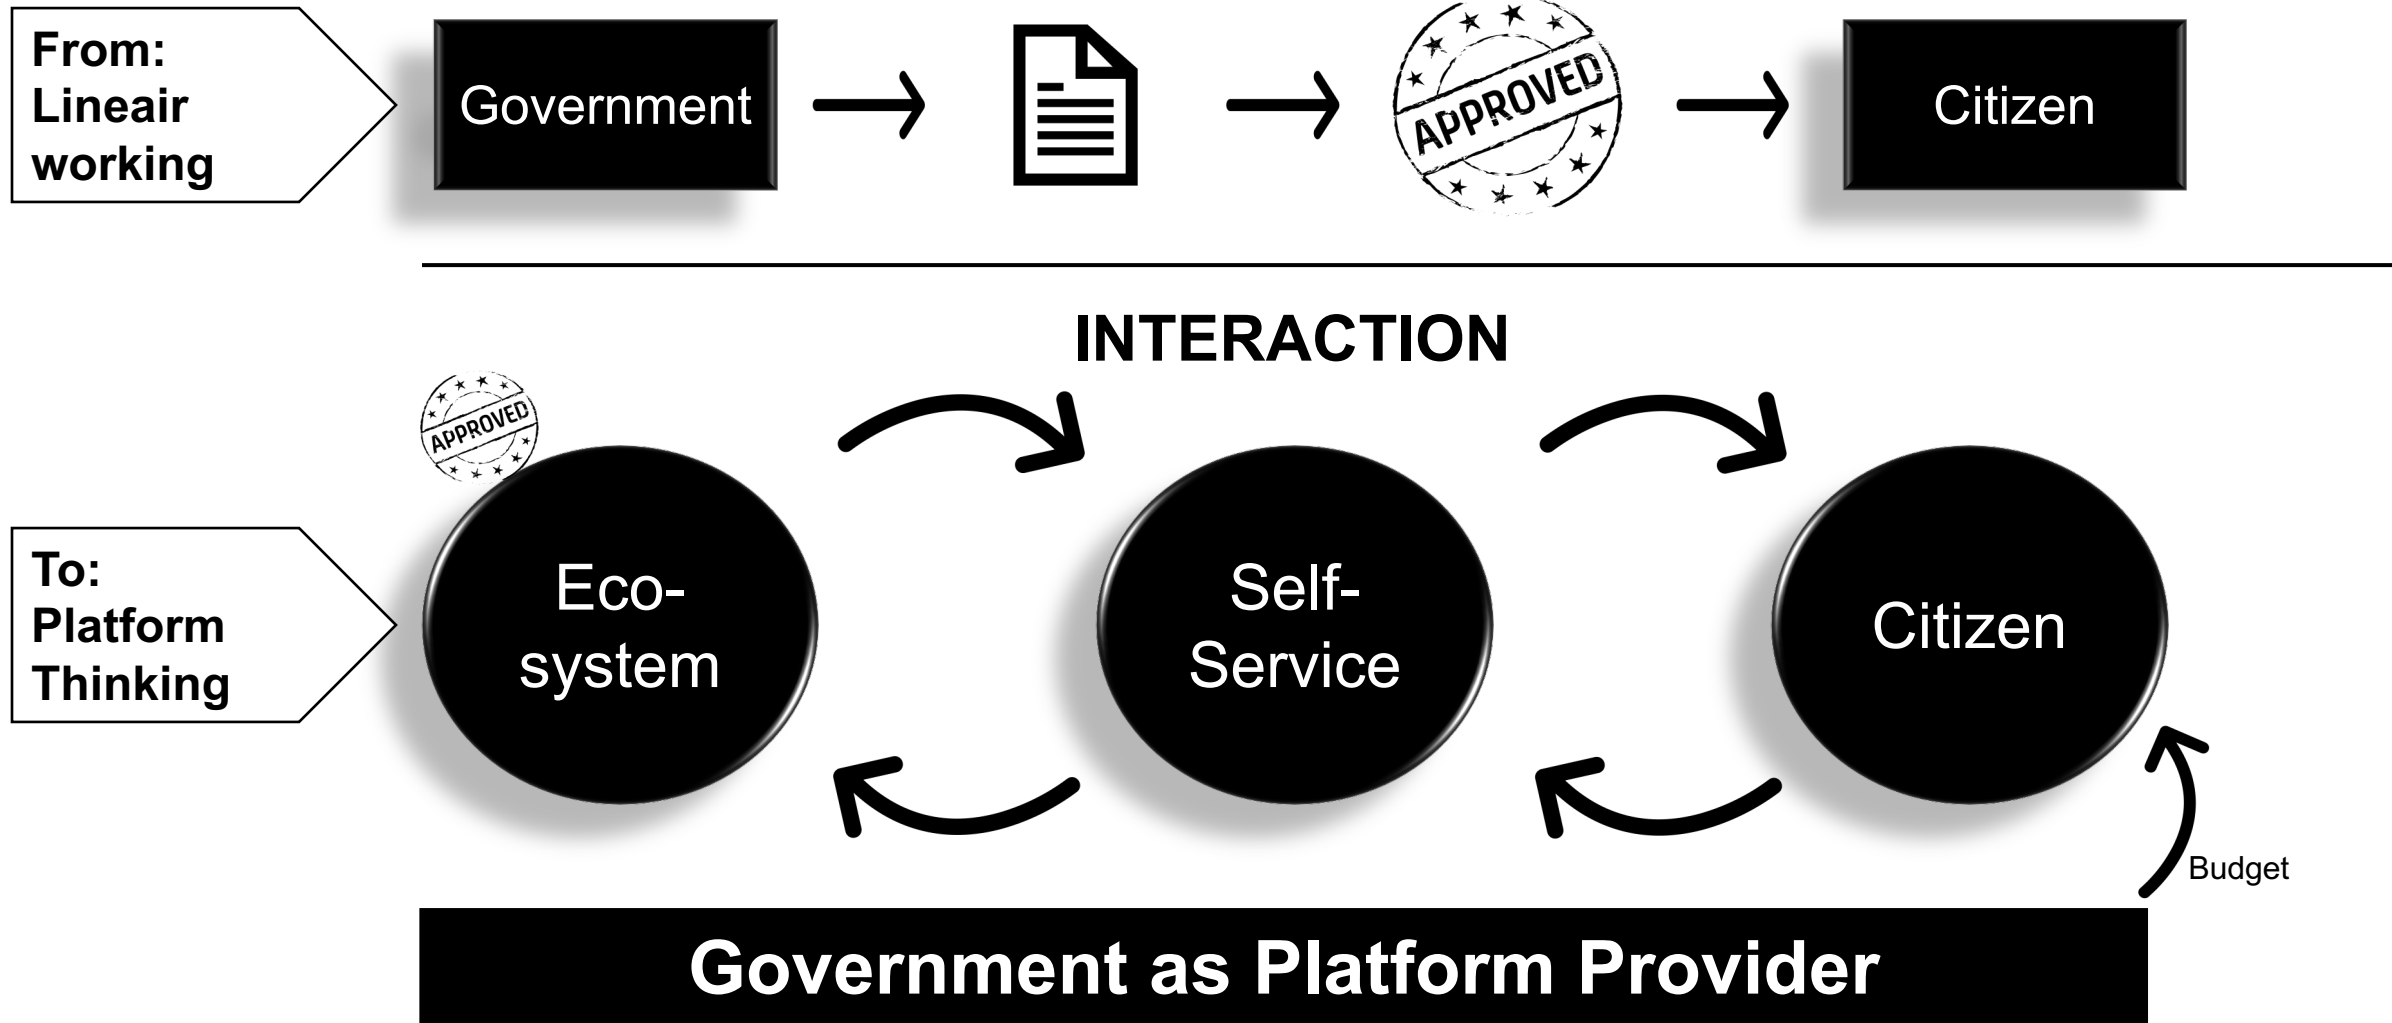 From:
Lineair
working
Government
APPROVED
Citizen
INTERACTION
APPROVED
To:
Platform
Thinking
Eco-
system
Self-
Service
Citizen
Budget
Government as Platform Provider